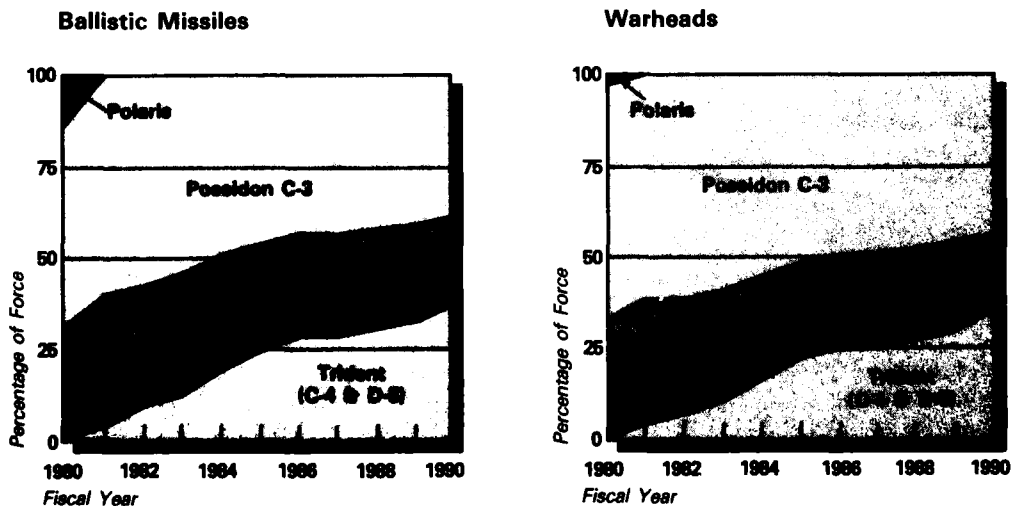 Ballistic Missiles
100
Polaris
75
Poseidon C-3
50
25
Trident
(C-4 & D-5)
0
Percentage of Force
1980 1982 1984 1986 1988 1990
Fiscal Year
Warheads
100
Polaris
75
Poseidon C-3
50
25
Trident
0
Percentage of Force
1980 1982 1984 1986 1988 1990
Fiscal Year